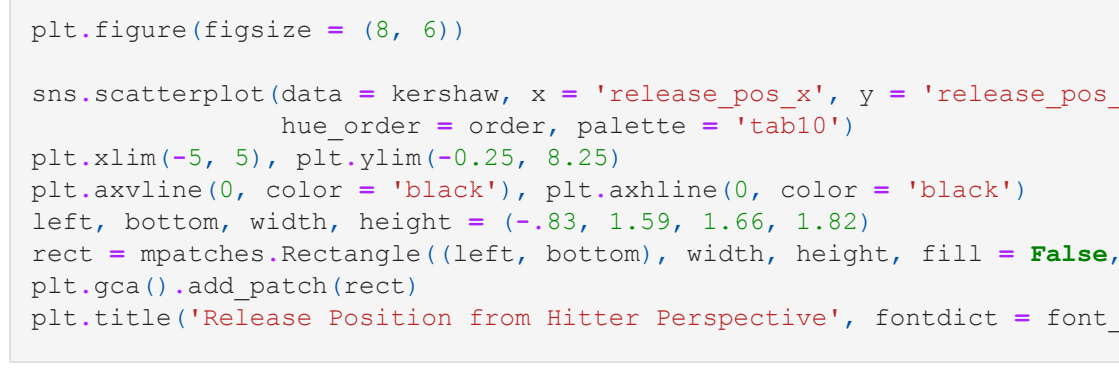 plt.figure(figsize = (8, 6))
sns.scatterplot(data = kershaw, x = 'release_pos_x', y = 'release_pos_
hue_order = order, palette = 'tab10')
plt.xlim(-5, 5), plt.ylim(-0.25, 8.25)
plt.axvline(0, color = 'black'), plt.axhline(0, color = 'black')
left, bottom, width, height = (-.83, 1.59, 1.66, 1.82)
rect = mpatches.Rectangle((left, bottom), width, height, fill = False,
plt.gca().add_patch(rect)
plt.title('Release Position from Hitter Perspective', fontdict = font_